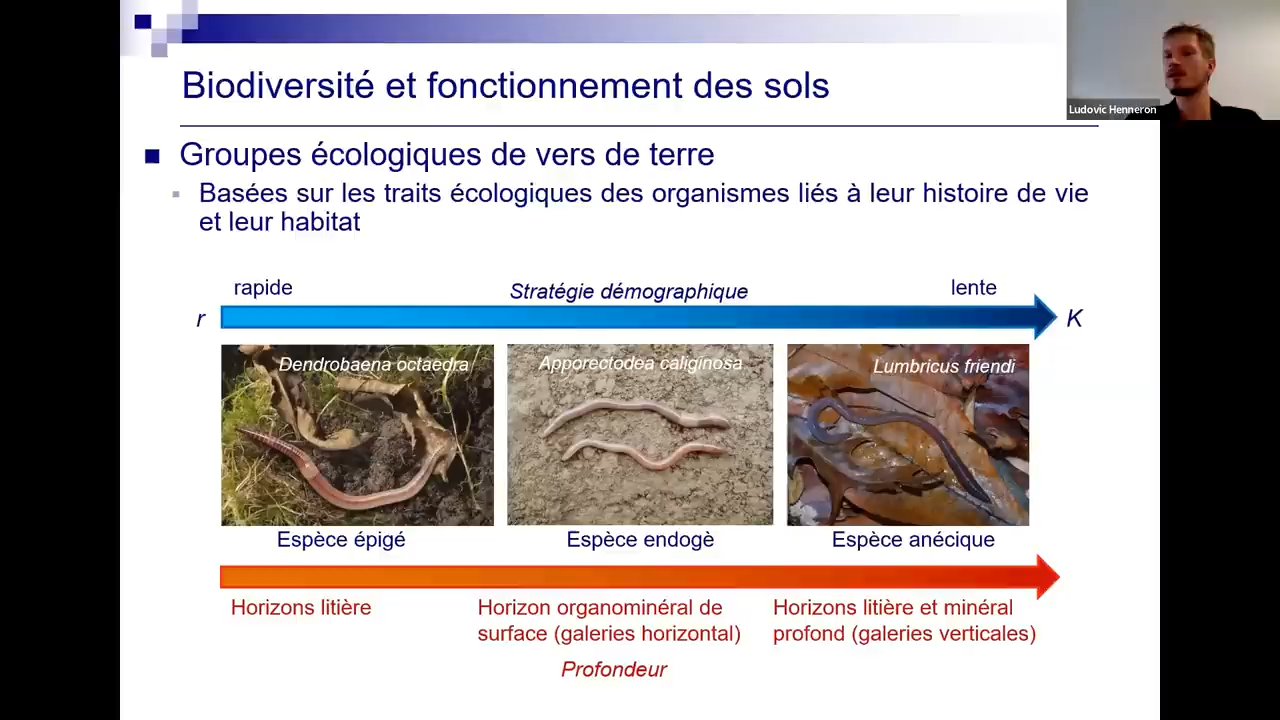 Biodiversité et fonctionnement des sols
Ludovic Henneron
Groupes écologiques de vers de terre
Basées sur les traits écologiques des organismes liés à leur histoire de vie
et leur habitat
rapide
Stratégie démographique
lente
r
K
Dendrobaena octaedra
Apporectodea caliginosa
Lumbricus friendi
Espèce épigé
Espèce endogè
Espèce anécique
Horizons litière
Horizon organominéral de
surface (galeries horizontal)
Horizons litière et minéral
profond (galeries verticales)
Profondeur